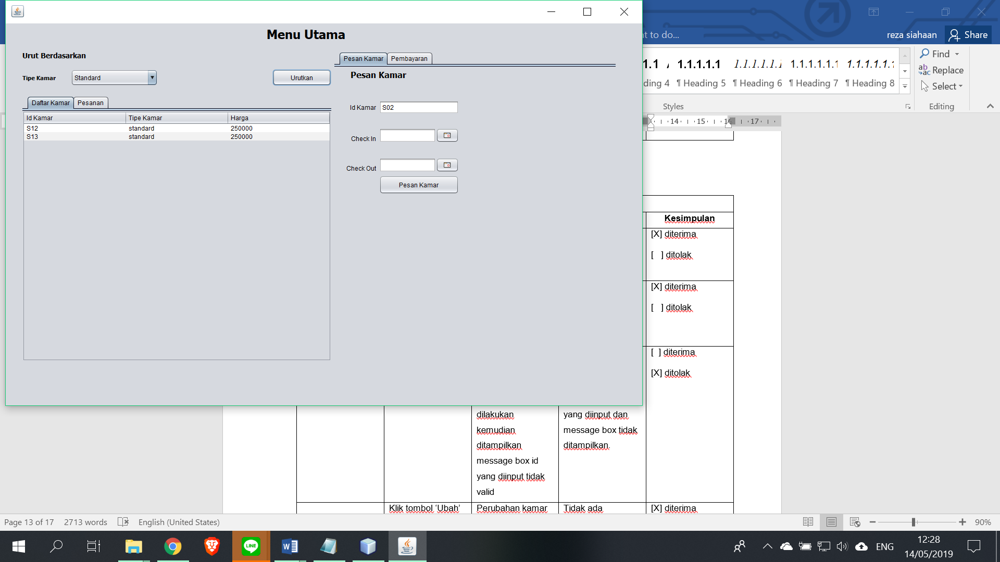 Menu Utama
Urut Berdasarkan
Tipe Kamar
Standard
Urutkan
Daftar Kamar
Pesanan
Id Kamar Tipe Kamar Harga
S12 standard 250000
S13 standard 250000
Pesan Kamar
Pembayaran
Pesan Kamar
Id Kamar S02
Check In
Check Out
Pesan Kamar
t to do...
reza siahaan
Share
1.1 1.1.1.1.1 1.1.1.1.1.1 1.1.1.1.1.1 1.1.1.1.1.1
ding 4 ¶ Heading 5 ¶ Heading 6 ¶ Heading 7 ¶ Heading 8
Styles
Find
Replace
Select
Editing
14 15 16 17
Kesimpulan
[X] diterima
[ ] ditolak
[X] diterima
[ ] ditolak
[ ] diterima
[X] ditolak
dilakukan
kemudian
ditampilkan
message box id
yang diinput tidak
valid
yang diinput dan
message box tidak
ditampilkan.
Klik tombol ‘Ubah’
Perubahan kamar
Tidak ada
[X] diterima
Page 13 of 17 2713 words English (United States)
90%
LINE
ENG
12:28
14/05/2019